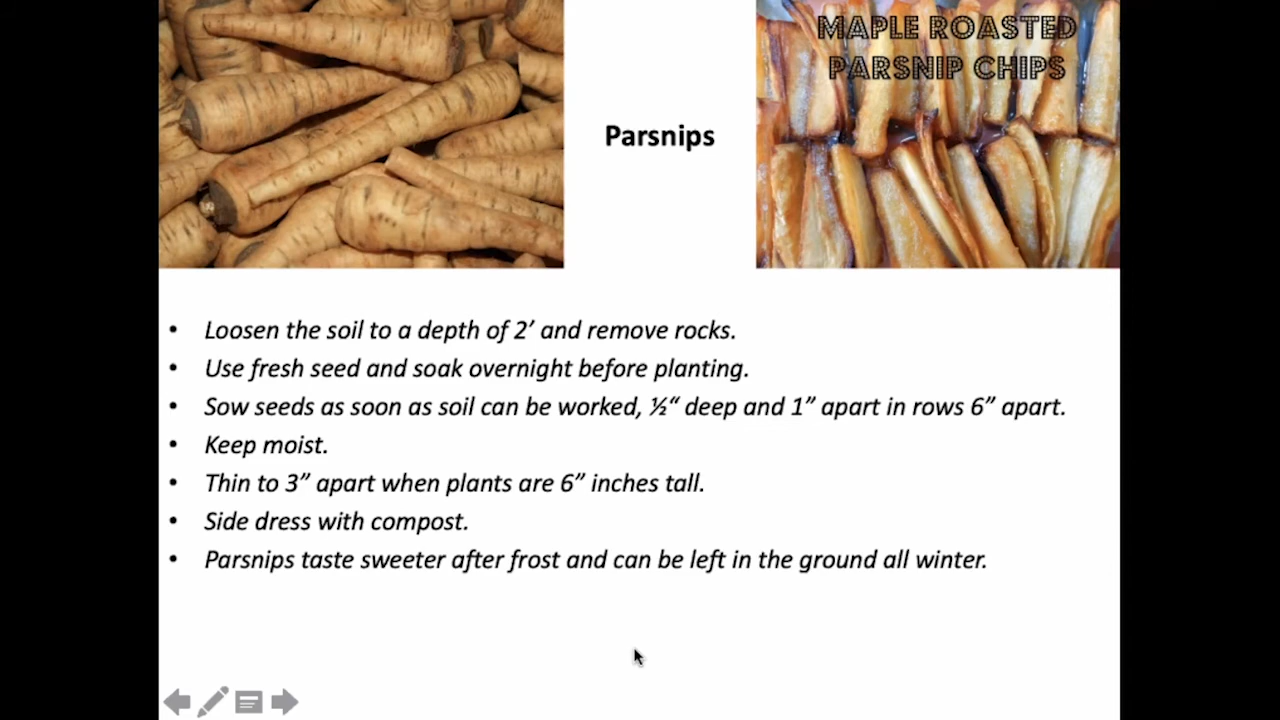 MAPLE ROASTED
PARSNIP CHIPS
Parsnips
• Loosen the soil to a depth of 2’ and remove rocks.
• Use fresh seed and soak overnight before planting.
• Sow seeds as soon as soil can be worked, ½“ deep and 1” apart in rows 6” apart.
• Keep moist.
• Thin to 3” apart when plants are 6” inches tall.
• Side dress with compost.
• Parsnips taste sweeter after frost and can be left in the ground all winter.